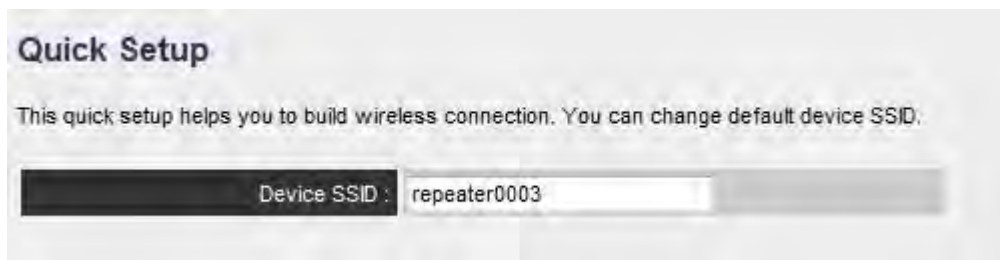 Quick Setup
This quick setup helps you to build wireless connection. You can change default device SSID.
Device SSID : repeater0003